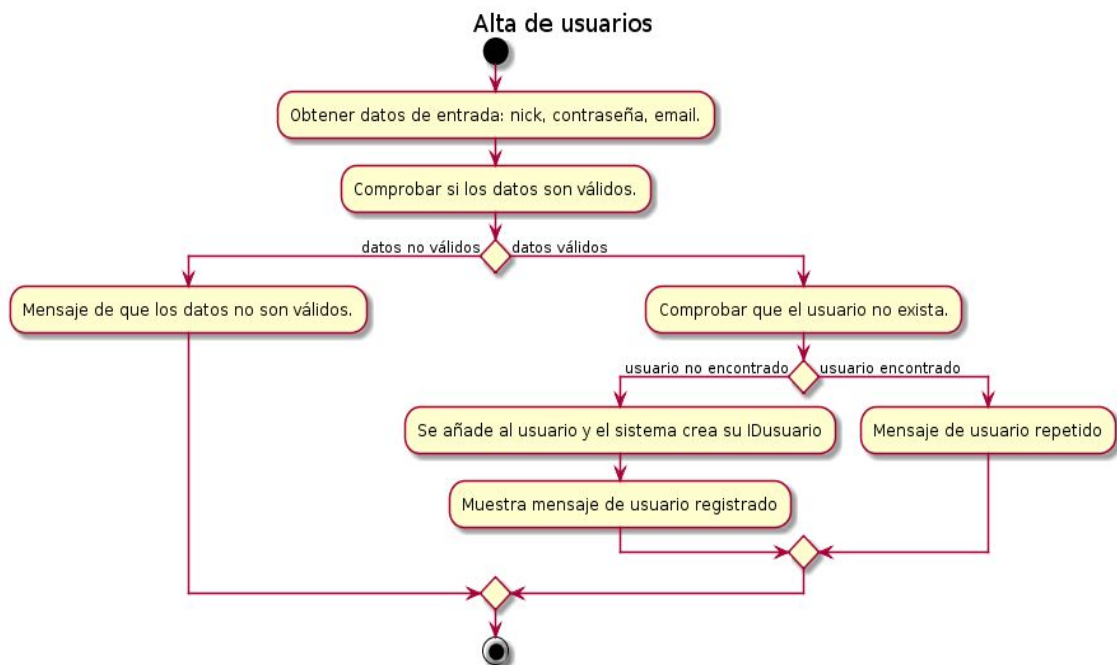 Alta de usuarios
Obtener datos de entrada: nick, contraseña, email.
Comprobar si los datos son válidos.
datos no válidos
datos válidos
Mensaje de que los datos no son válidos.
Comprobar que el usuario no exista.
usuario no encontrado
usuario encontrado
Se añade al usuario y el sistema crea su IDusuario
Mensaje de usuario repetido
Muestra mensaje de usuario registrado